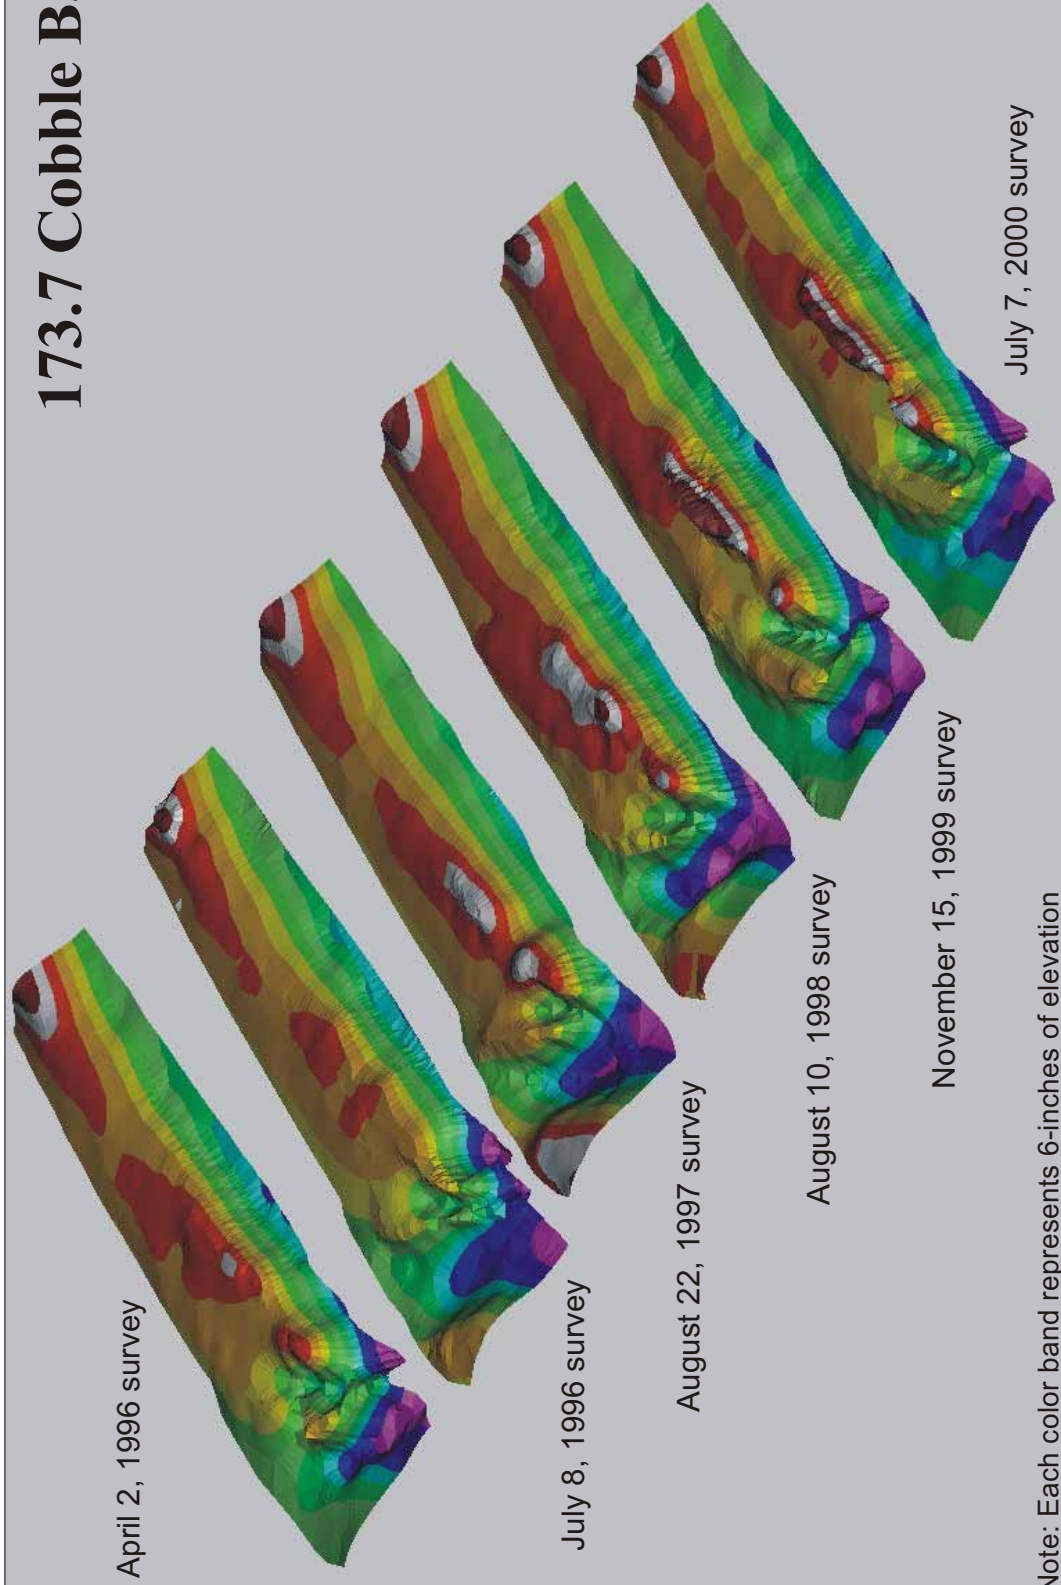 173.7 Cobble
April 2, 1996 survey
July 8, 1996 survey
August 22, 1997 survey
August 10, 1998 survey
November 15, 1999 survey
July 7, 2000 survey
Note: Each color band represents 6-inches of elevation